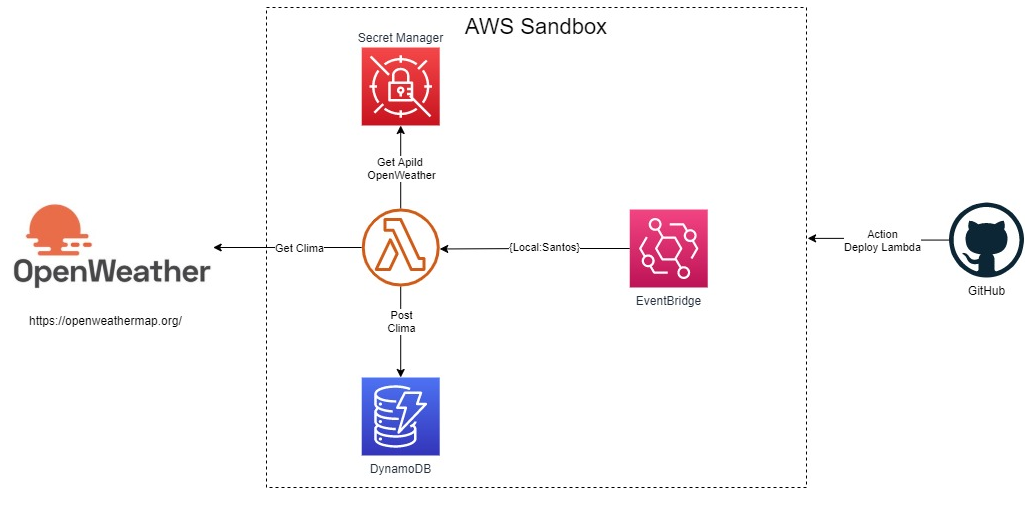 AWS Sandbox
Secret Manager
Get ApiId
OpenWeather
OpenWeather
https://openweathermap.org/
Get Clima
{Local:Santos}
EventBridge
Action
Deploy Lambda
GitHub
Post
Clima
DynamoDB